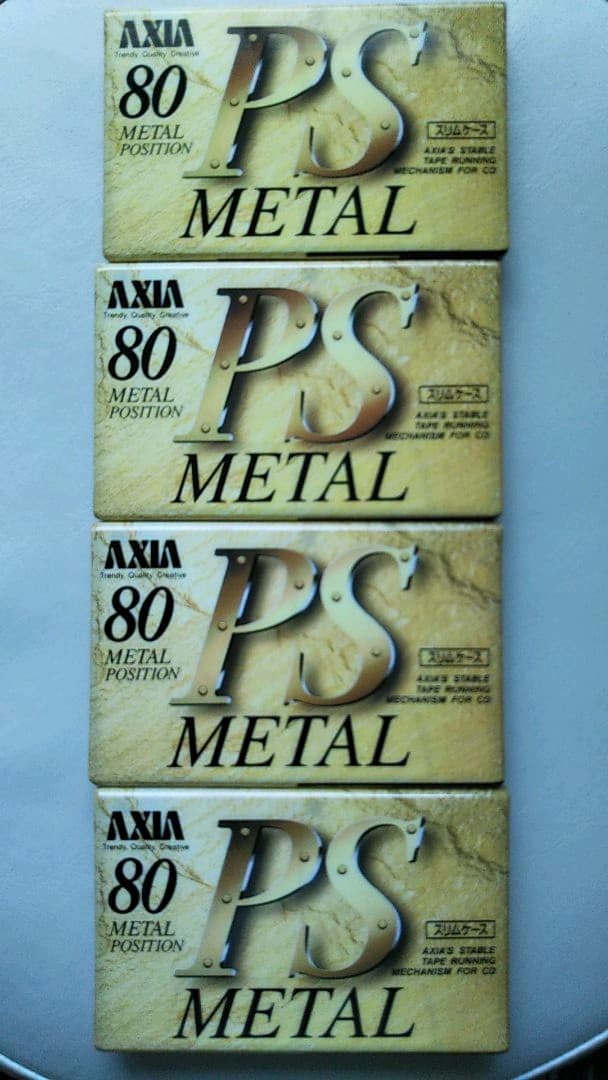 AXIA
Trendy. Quality. Creative
80
METAL
POSITION
PS
METAL
スリムケース
AXIA'S STABLE
TAPE RUNNING
MECHANISM FOR CD
AXIA
Trendy. Quality. Creative
80
METAL
POSITION
PS
METAL
スリムケース
AXIA'S STABLE
TAPE RUNNING
MECHANISM FOR CD
AXIA
Trendy. Quality. Creative
80
METAL
POSITION
PS
METAL
スリムケース
AXIA'S STABLE
TAPE RUNNING
MECHANISM FOR CD
AXIA
Trendy. Quality. Creative
80
METAL
POSITION
PS
METAL
スリムケース
AXIA'S STABLE
TAPE RUNNING
MECHANISM FOR CD